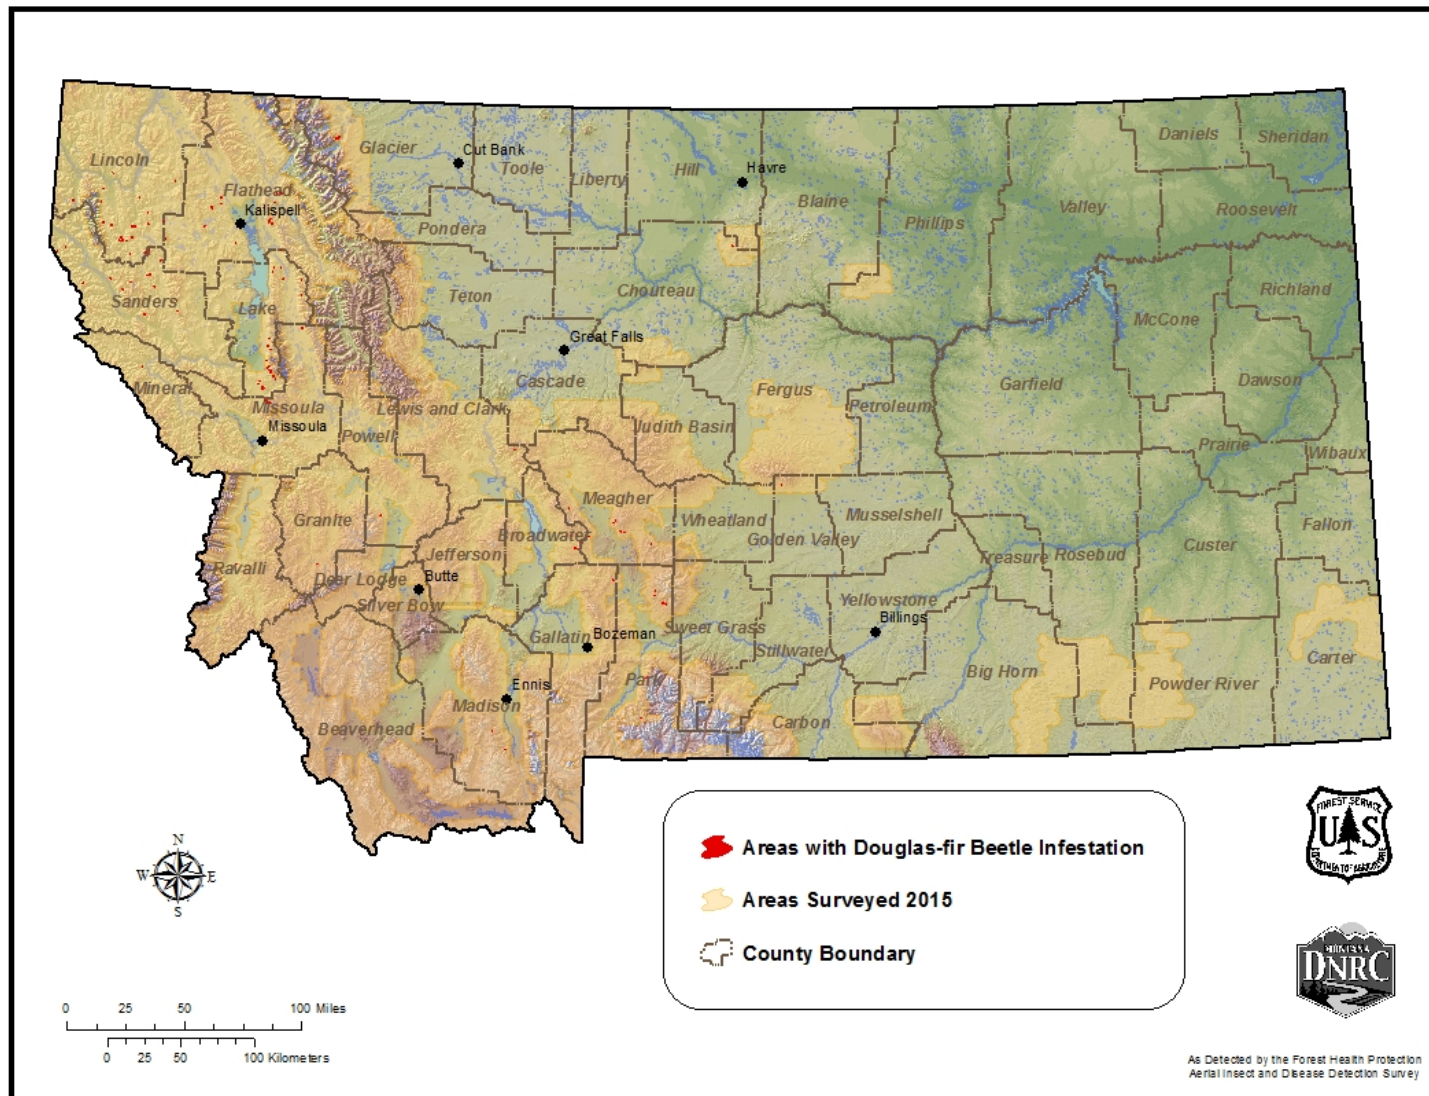 Daniels
Sheridan
Lincoln
Glacier
Cut Bank
Toole
Liberty
Hill
Havre
Blaine
Phillips
Valley
Roosevelt
Flathead
Kalispell
Pondera
Sanders
Lake
Teton
Chouteau
Richland
McCone
Great Falls
Cascade
Mineral
Missoula
Missoula
Powell
Lewis and Clark
Judith Basin
Fergus
Petroleum
Garfield
Dawson
Prairie
Wibaux
Granite
Meagher
Wheatland
Golden Valley
Musselshell
Treasure
Rosebud
Custer
Fallon
Ravalli
Deer Lodge
Butte
Silver Bow
Jefferson
Broadwater
Gallatin
Bozeman
Sweet Grass
Stillwater
Yellowstone
Billings
Big Horn
Powder River
Carter
Beaverhead
Madison
Ennis
Park
Carbon
Areas with Douglas-fir Beetle Infestation
Areas Surveyed 2015
County Boundary
N
W E
S
0 25 50 100 Miles
0 25 50 100 Kilometers
FOREST SERVICE
U S
DEPARTMENT OF AGRICULTURE
MONTANA
DNRC
As Detected by the Forest Health Protection
Aerial Insect and Disease Detection Survey